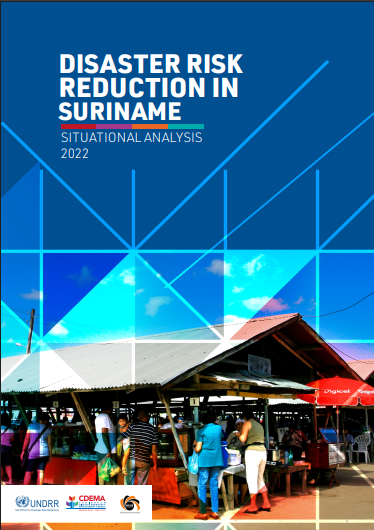 DISASTER RISK
REDUCTION IN
SURINAME
SITUATIONAL ANALYSIS
2022
Digicel
UNDRR
CDEMA